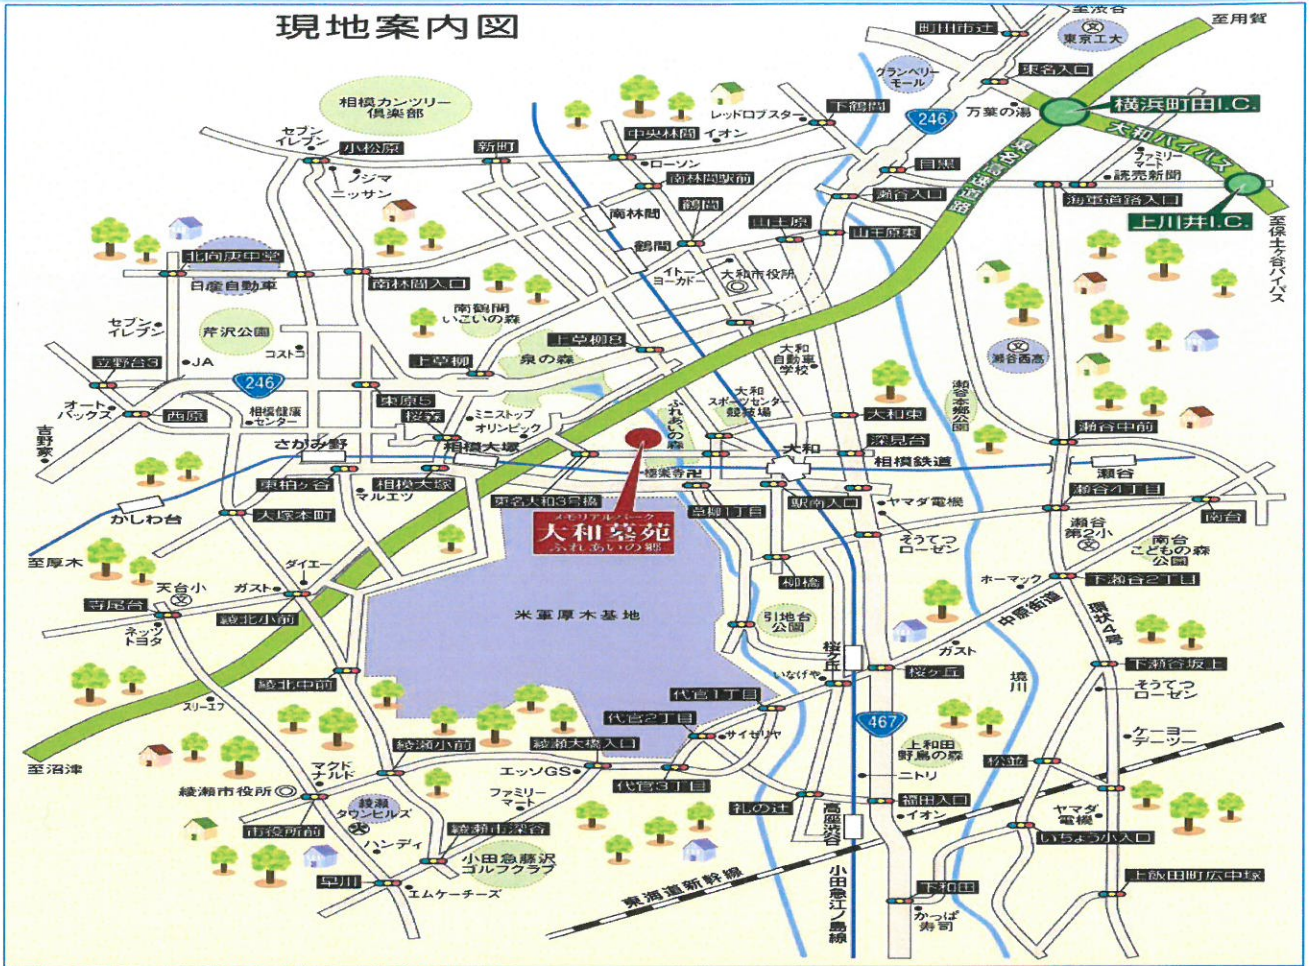 現地案内図
至渋谷
至用賀
町田市辻
東京工大
グランベリー
モール
東名入口
相模カンツリー
倶楽部
レッドロブスター
下鶴間
246
万葉の湯
横浜町田I.C.
大和バイパス
セブン
イレブン
小松原
新町
中央林間
イオン
ローソン
目黒
ファミリー
マート
読売新聞
ノジマ
ニッサン
南林間駅前
瀬谷入口
海軍道路入口
上川井I.C.
南林間
鶴間
山王原
山王原東
至保土ヶ谷バイパス
鶴間
イトー
ヨーカドー
大和市役所
日産自動車
南林間入口
南鶴間
いこいの森
セブン
イレブン
芹沢公園
コストコ
上草柳
泉の森
上草柳8
大和
自動車
学校
瀬谷西高
立野台3
JA
246
東原5
オート
バックス
西原
相模健康
センター
桜森
ミニストップ
オリンピック
ふれあいの森
大和
スポーツセンター
競技場
大和東
瀬谷本郷公園
瀬谷中前
吉野家
さがみ野
相模大塚
大和
深見台
相模鉄道
瀬谷
東柏ヶ谷
マルエツ
相模大塚
東名大和3号橋
極楽寺
草柳1丁目
駅南入口
ヤマダ電機
瀬谷4丁目
南台
かしわ台
大塚本町
メモリアルパーク
大和墓苑
ふれあいの郷
そうてつ
ローゼン
瀬谷
第2小
南台
こどもの森
公園
至厚木
天台小
ダイエー
ガスト
柳橋
ホーマック
下瀬谷2丁目
寺尾台
ネッツ
トヨタ
綾北小前
米軍厚木基地
引地台
公園
中原街道
環状4号
ガスト
桜ヶ丘
いなげや
桜ヶ丘
境川
下瀬谷坂上
綾北中前
スリーエフ
代官1丁目
そうてつ
ローゼン
代官2丁目
サイゼリヤ
467
至沼津
綾瀬小前
綾瀬大橋入口
上和田
野鳥の森
ケーヨー
デーツー
マクド
ナルド
エッソGS
代官3丁目
ニトリ
松並
綾瀬市役所
綾瀬
タウンヒルズ
ファミリー
マート
礼の辻
高座渋谷
福田入口
イオン
ヤマダ
電機
市役所前
ハンディ
綾瀬市深谷
いちょう小入口
小田急藤沢
ゴルフクラブ
早川
エムケーチーズ
東海道新幹線
小田急江ノ島線
下和田
かっぱ
寿司
上飯田町広中塚